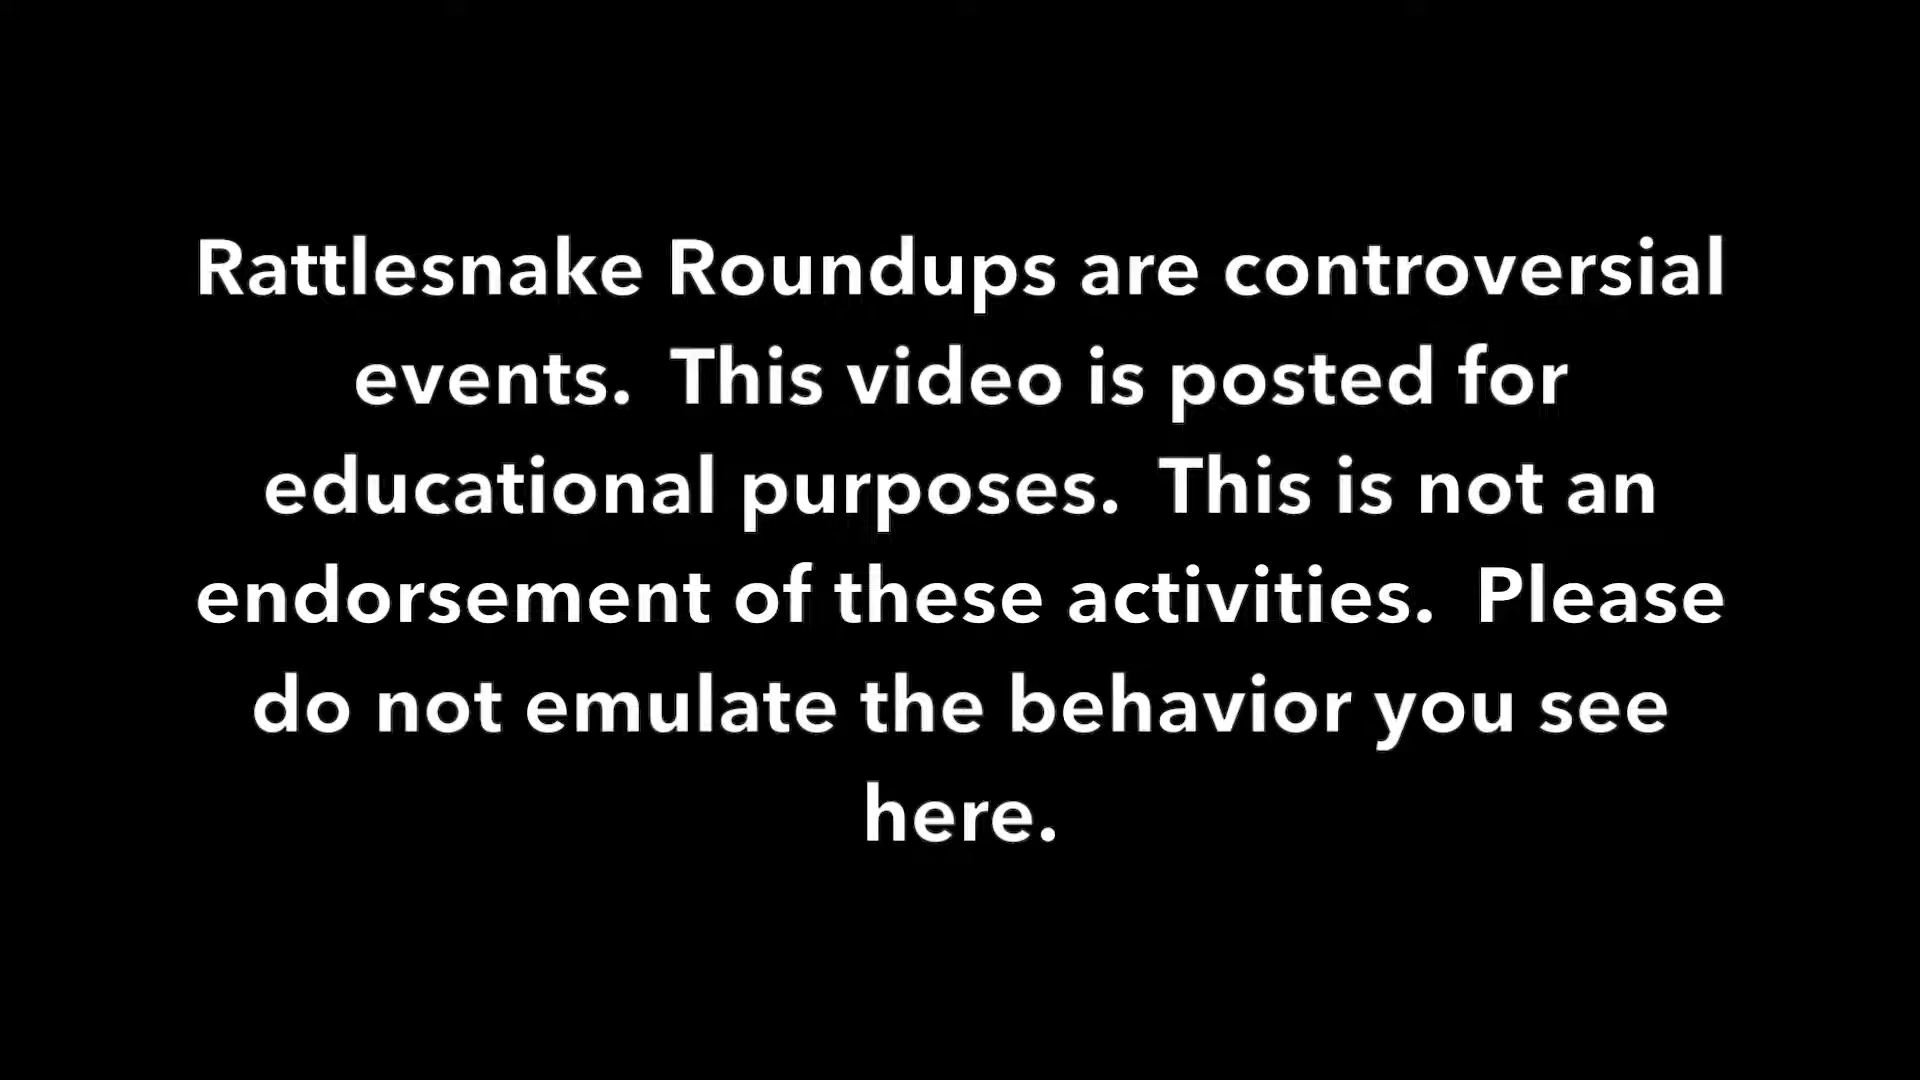 Rattlesnake Roundups are controversial
events.  This video is posted for
educational purposes.  This is not an
endorsement of these activities.  Please
do not emulate the behavior you see
here.